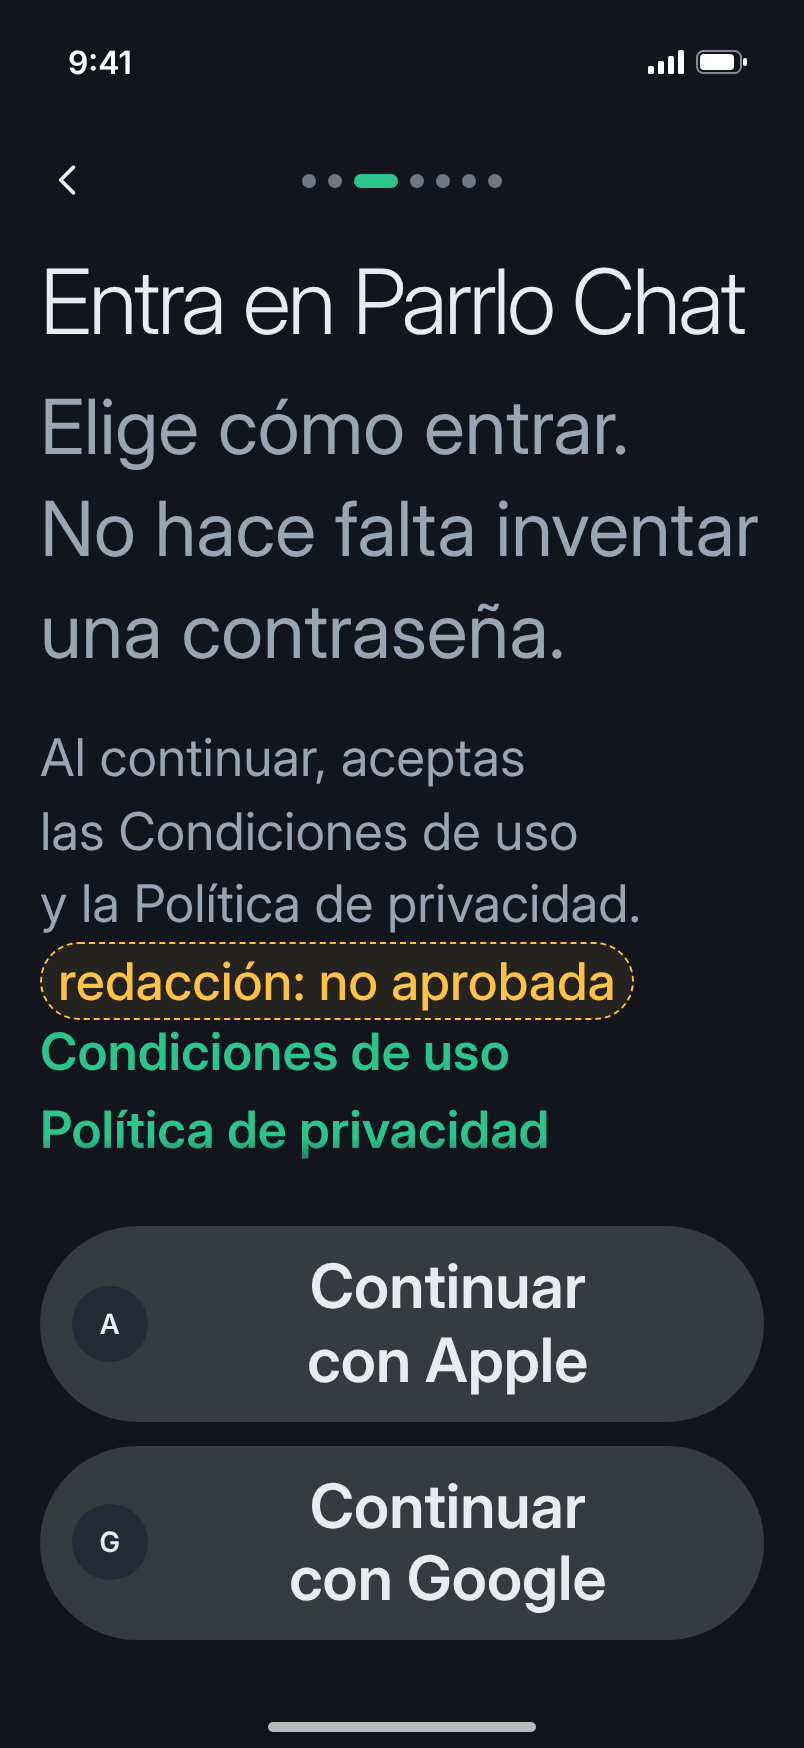 9:41
Entra en Parrlo Chat
Elige cómo entrar.
No hace falta inventar
una contraseña.
Al continuar, aceptas
las Condiciones de uso
y la Política de privacidad.
redacción: no aprobada
Condiciones de uso
Política de privacidad
A
Continuar
con Apple
G
Continuar
con Google